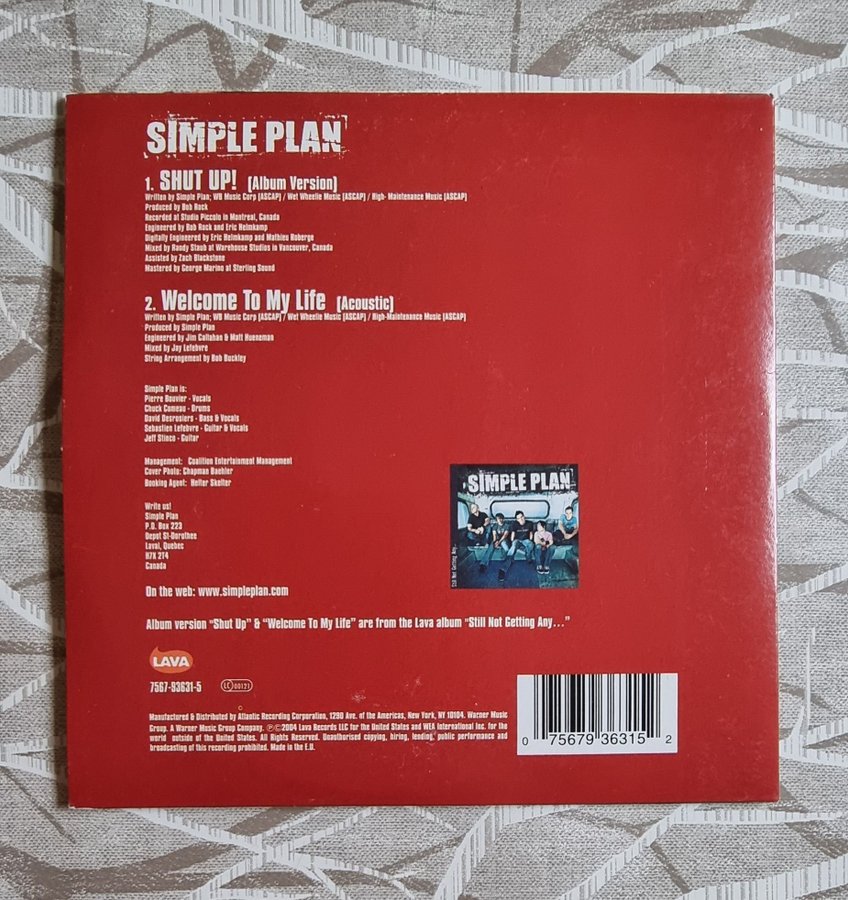 SIMPLE PLAN
1. SHUT UP! [Album Version]
Written by Simple Plan; WB Music Corp [ASCAP] / Wet Wheelie Music [ASCAP] / High- Maintenance Music [ASCAP]
Produced by Bob Rock
Recorded at Studio Piccolo in Montreal, Canada
Engineered by Bob Rock and Eric Helmkamp
Digitally Engineered by Eric Helmkamp and Mathieu Roberge
Mixed by Randy Staub at Warehouse Studios in Vancouver, Canada
Assisted by Zach Blackstone
Mastered by George Marino at Sterling Sound
2. Welcome To My Life [Acoustic]
Written by Simple Plan; WB Music Corp [ASCAP] / Wet Wheelie Music [ASCAP] / High-Maintenance Music [ASCAP]
Produced by Simple Plan
Engineered by Jim Callahan & Matt Hueneman
Mixed by Jay Lefebvre
String Arrangement by Bob Buckley
Simple Plan is:
Pierre Bouvier - Vocals
Chuck Comeau - Drums
David Desrosiers - Bass & Vocals
Sebastien Lefebvre - Guitar & Vocals
Jeff Stinco - Guitar
Management: Coalition Entertainment Management
Cover Photo: Chapman Baehler
Booking Agent: Helter Skelter
Write us!
Simple Plan
P.O. Box 223
Depot St-Dorothee
Laval, Quebec
H7X 2T4
Canada
SIMPLE PLAN
Still Not Getting Any...
On the web: www.simpleplan.com
Album version "Shut Up" & "Welcome To My Life" are from the Lava album "Still Not Getting Any..."
LAVA
7567-93631-5 LC 00121
Manufactured & Distributed by Atlantic Recording Corporation, 1290 Ave. of the Americas, New York, NY 10104. Warner Music
Group. A Warner Music Group Company. ℗©2004 Lava Records LLC for the United States and WEA International Inc. for the
world outside of the United States. All Rights Reserved. Unauthorised copying, hiring, lending, public performance and
broadcasting of this recording prohibited. Made in the E.U.
0 75679 36315 2